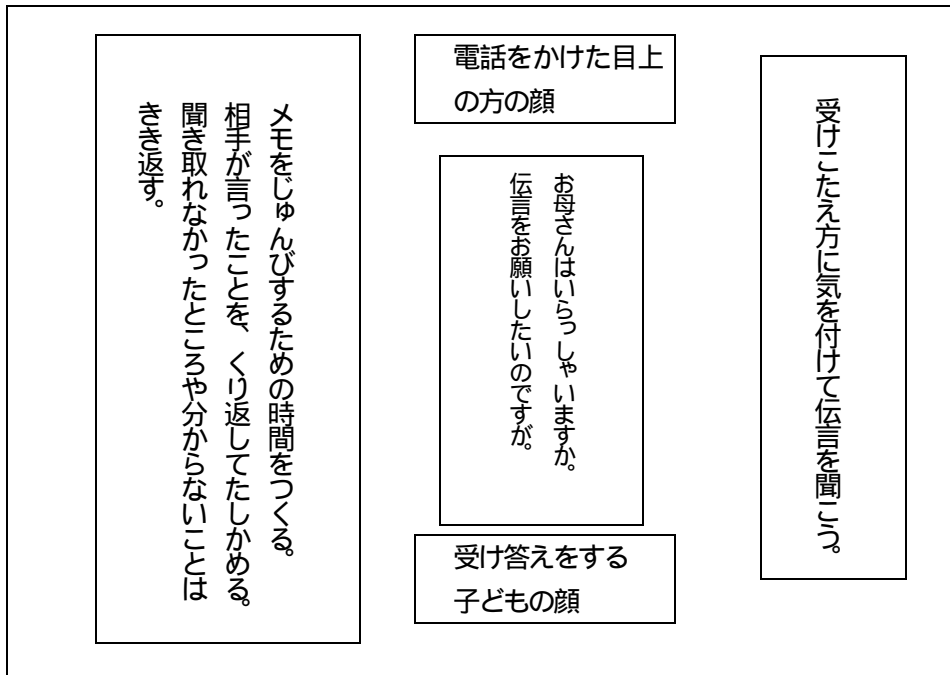 受けこたえ方に気を付けて伝言を聞こう。
電話をかけた目上
の方の顔
お母さんはいらっしゃいますか。
伝言をお願いしたいのですが。
受け答えをする
子どもの顔
メモをじゅんびするための時間をつくる。
相手が言ったことを、くり返してたしかめる。
聞き取れなかったところや分からないことは
きき返す。